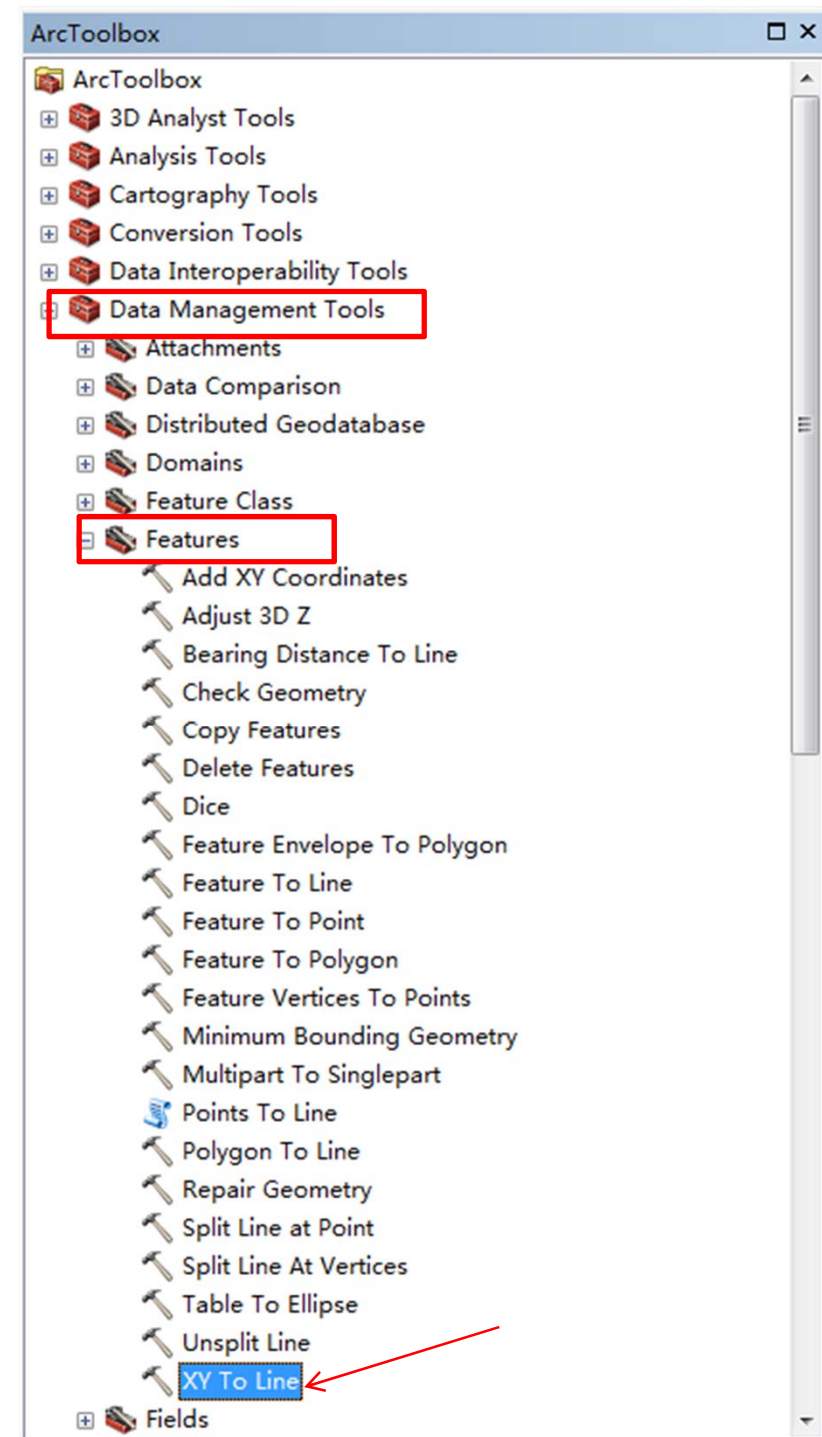 ArcToolbox
ArcToolbox
3D Analyst Tools
Analysis Tools
Cartography Tools
Conversion Tools
Data Interoperability Tools
Data Management Tools
Attachments
Data Comparison
Distributed Geodatabase
Domains
Feature Class
Features
Add XY Coordinates
Adjust 3D Z
Bearing Distance To Line
Check Geometry
Copy Features
Delete Features
Dice
Feature Envelope To Polygon
Feature To Line
Feature To Point
Feature To Polygon
Feature Vertices To Points
Minimum Bounding Geometry
Multipart To Singlepart
Points To Line
Polygon To Line
Repair Geometry
Split Line at Point
Split Line At Vertices
Table To Ellipse
Unsplit Line
XY To Line
Fields